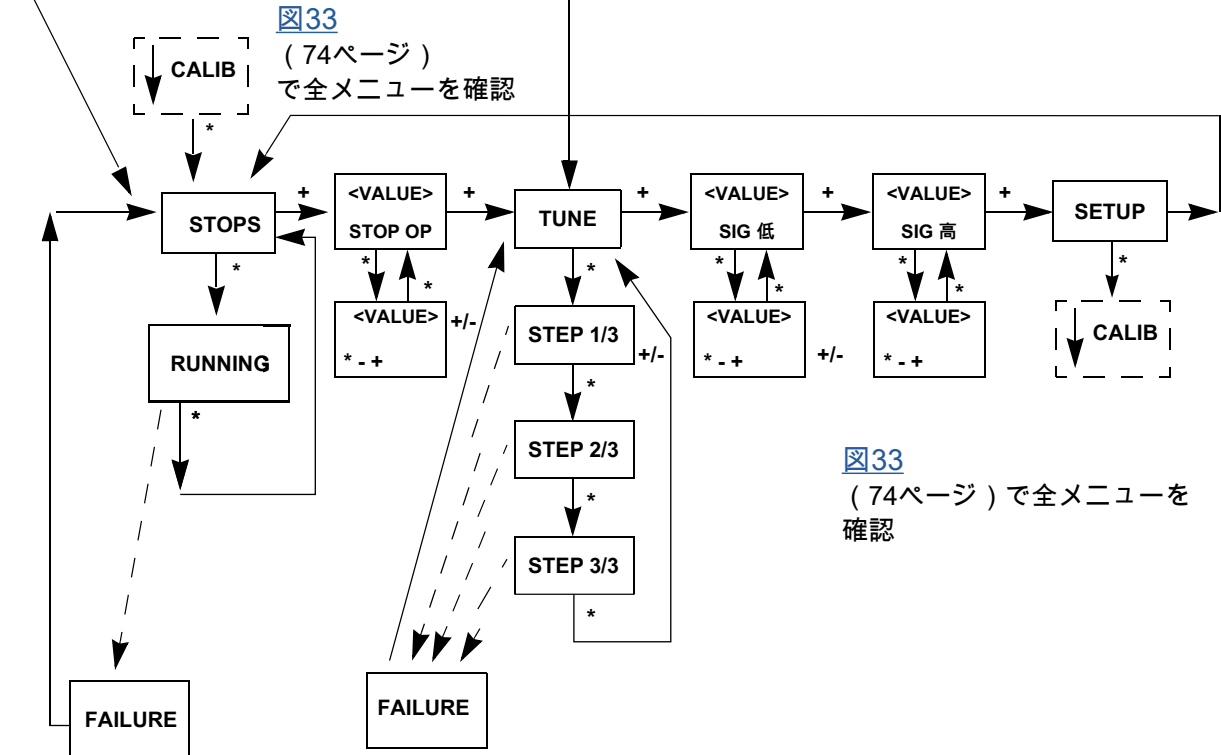 図33
（74ページ）
で全メニューを確認
CALIB
*
STOPS
+
<VALUE>
STOP OP
+
TUNE
+
<VALUE>
SIG 低
+
<VALUE>
SIG 高
+
SETUP
*
*
*
*
*
*
*
*
*
<VALUE>
* - +
+/-
STEP 1/3
+/-
<VALUE>
* - +
+/-
<VALUE>
* - +
CALIB
RUNNING
*
*
STEP 2/3
*
STEP 3/3
*
図33
（74ページ）で全メニューを
確認
FAILURE
FAILURE